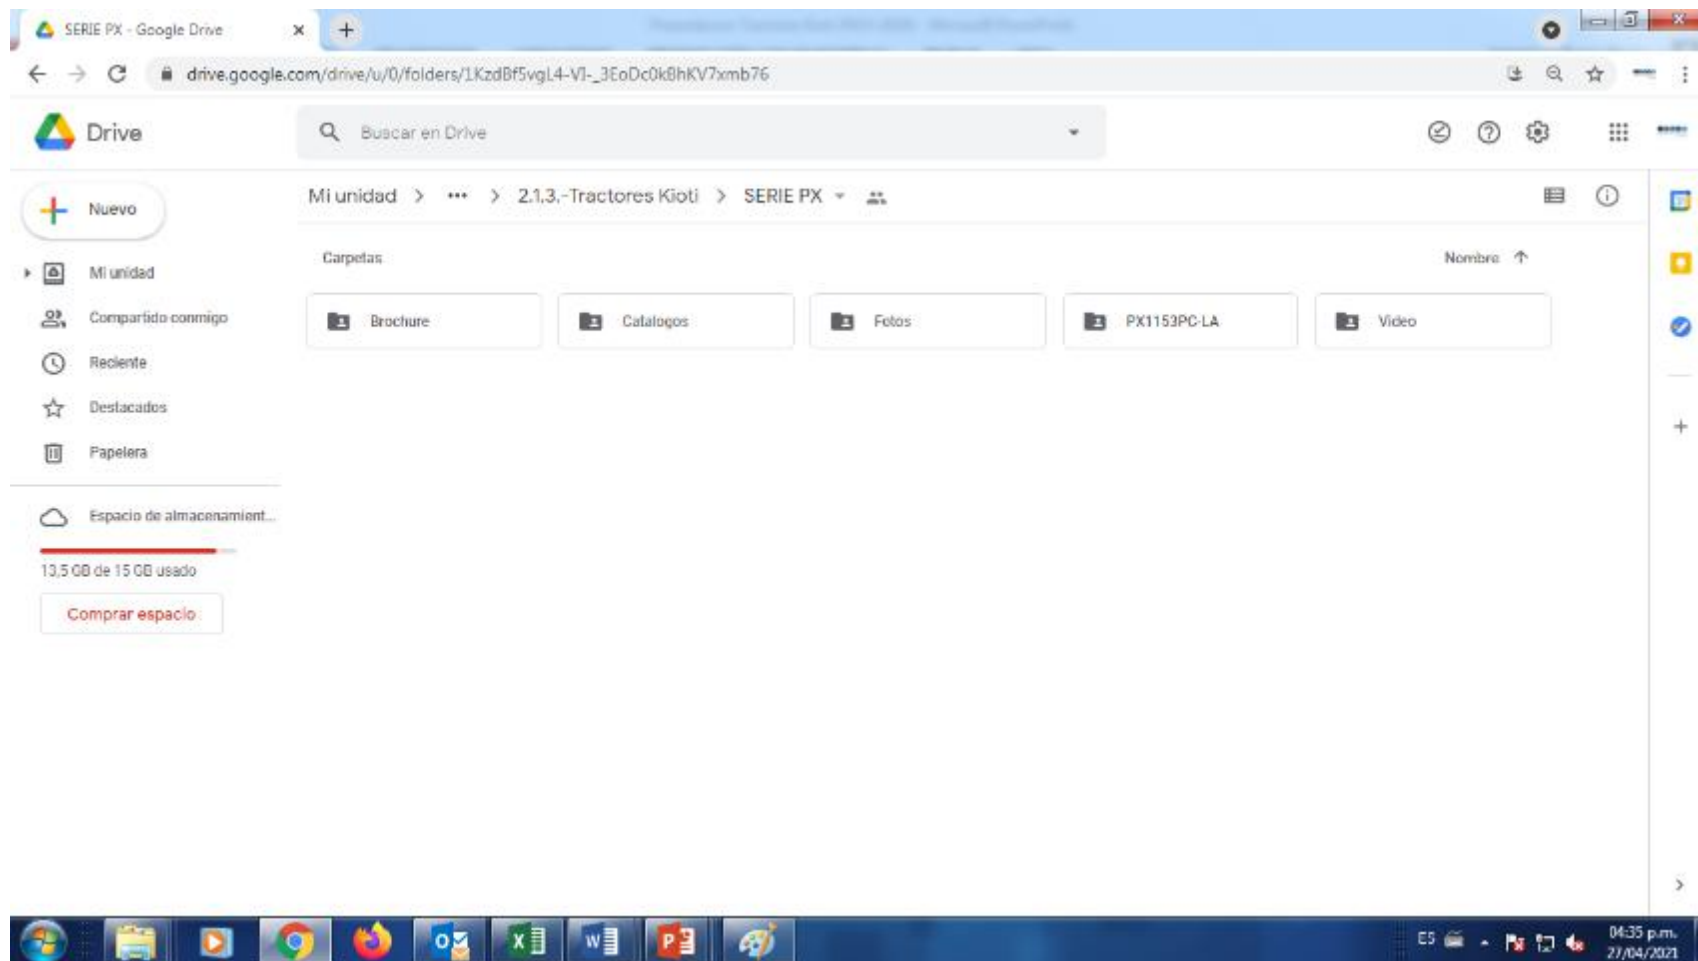 SERIE PX - Google Drive
drive.google.com/drive/u/0/folders/
Drive
Buscar en Drive
Mi unidad > ••• > 2.1.3.-Tractores Kioti > SERIE PX
Nuevo
Carpetas
Nombre
Mi unidad
Compartido conmigo
Reciente
Destacados
Papelera
Brochure
Catalogos
Fotos
PX1153PC-LA
Video
Espacio de almacenamient...
13,5 GB de 15 GB usado
Comprar espacio
ES
04:35 p.m.
27/04/2021